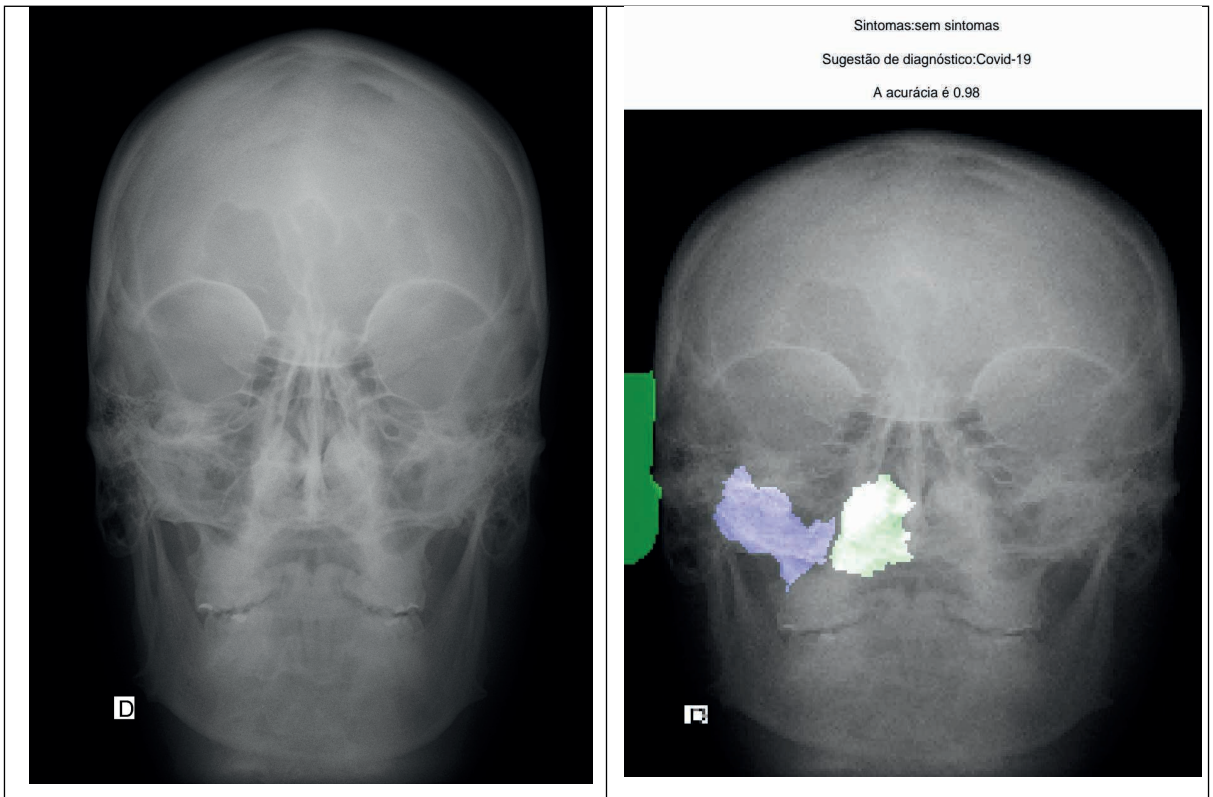 Sintomas:sem sintomas
Sugestão de diagnóstico:Covid-19
A acurácia é 0.98
D
D